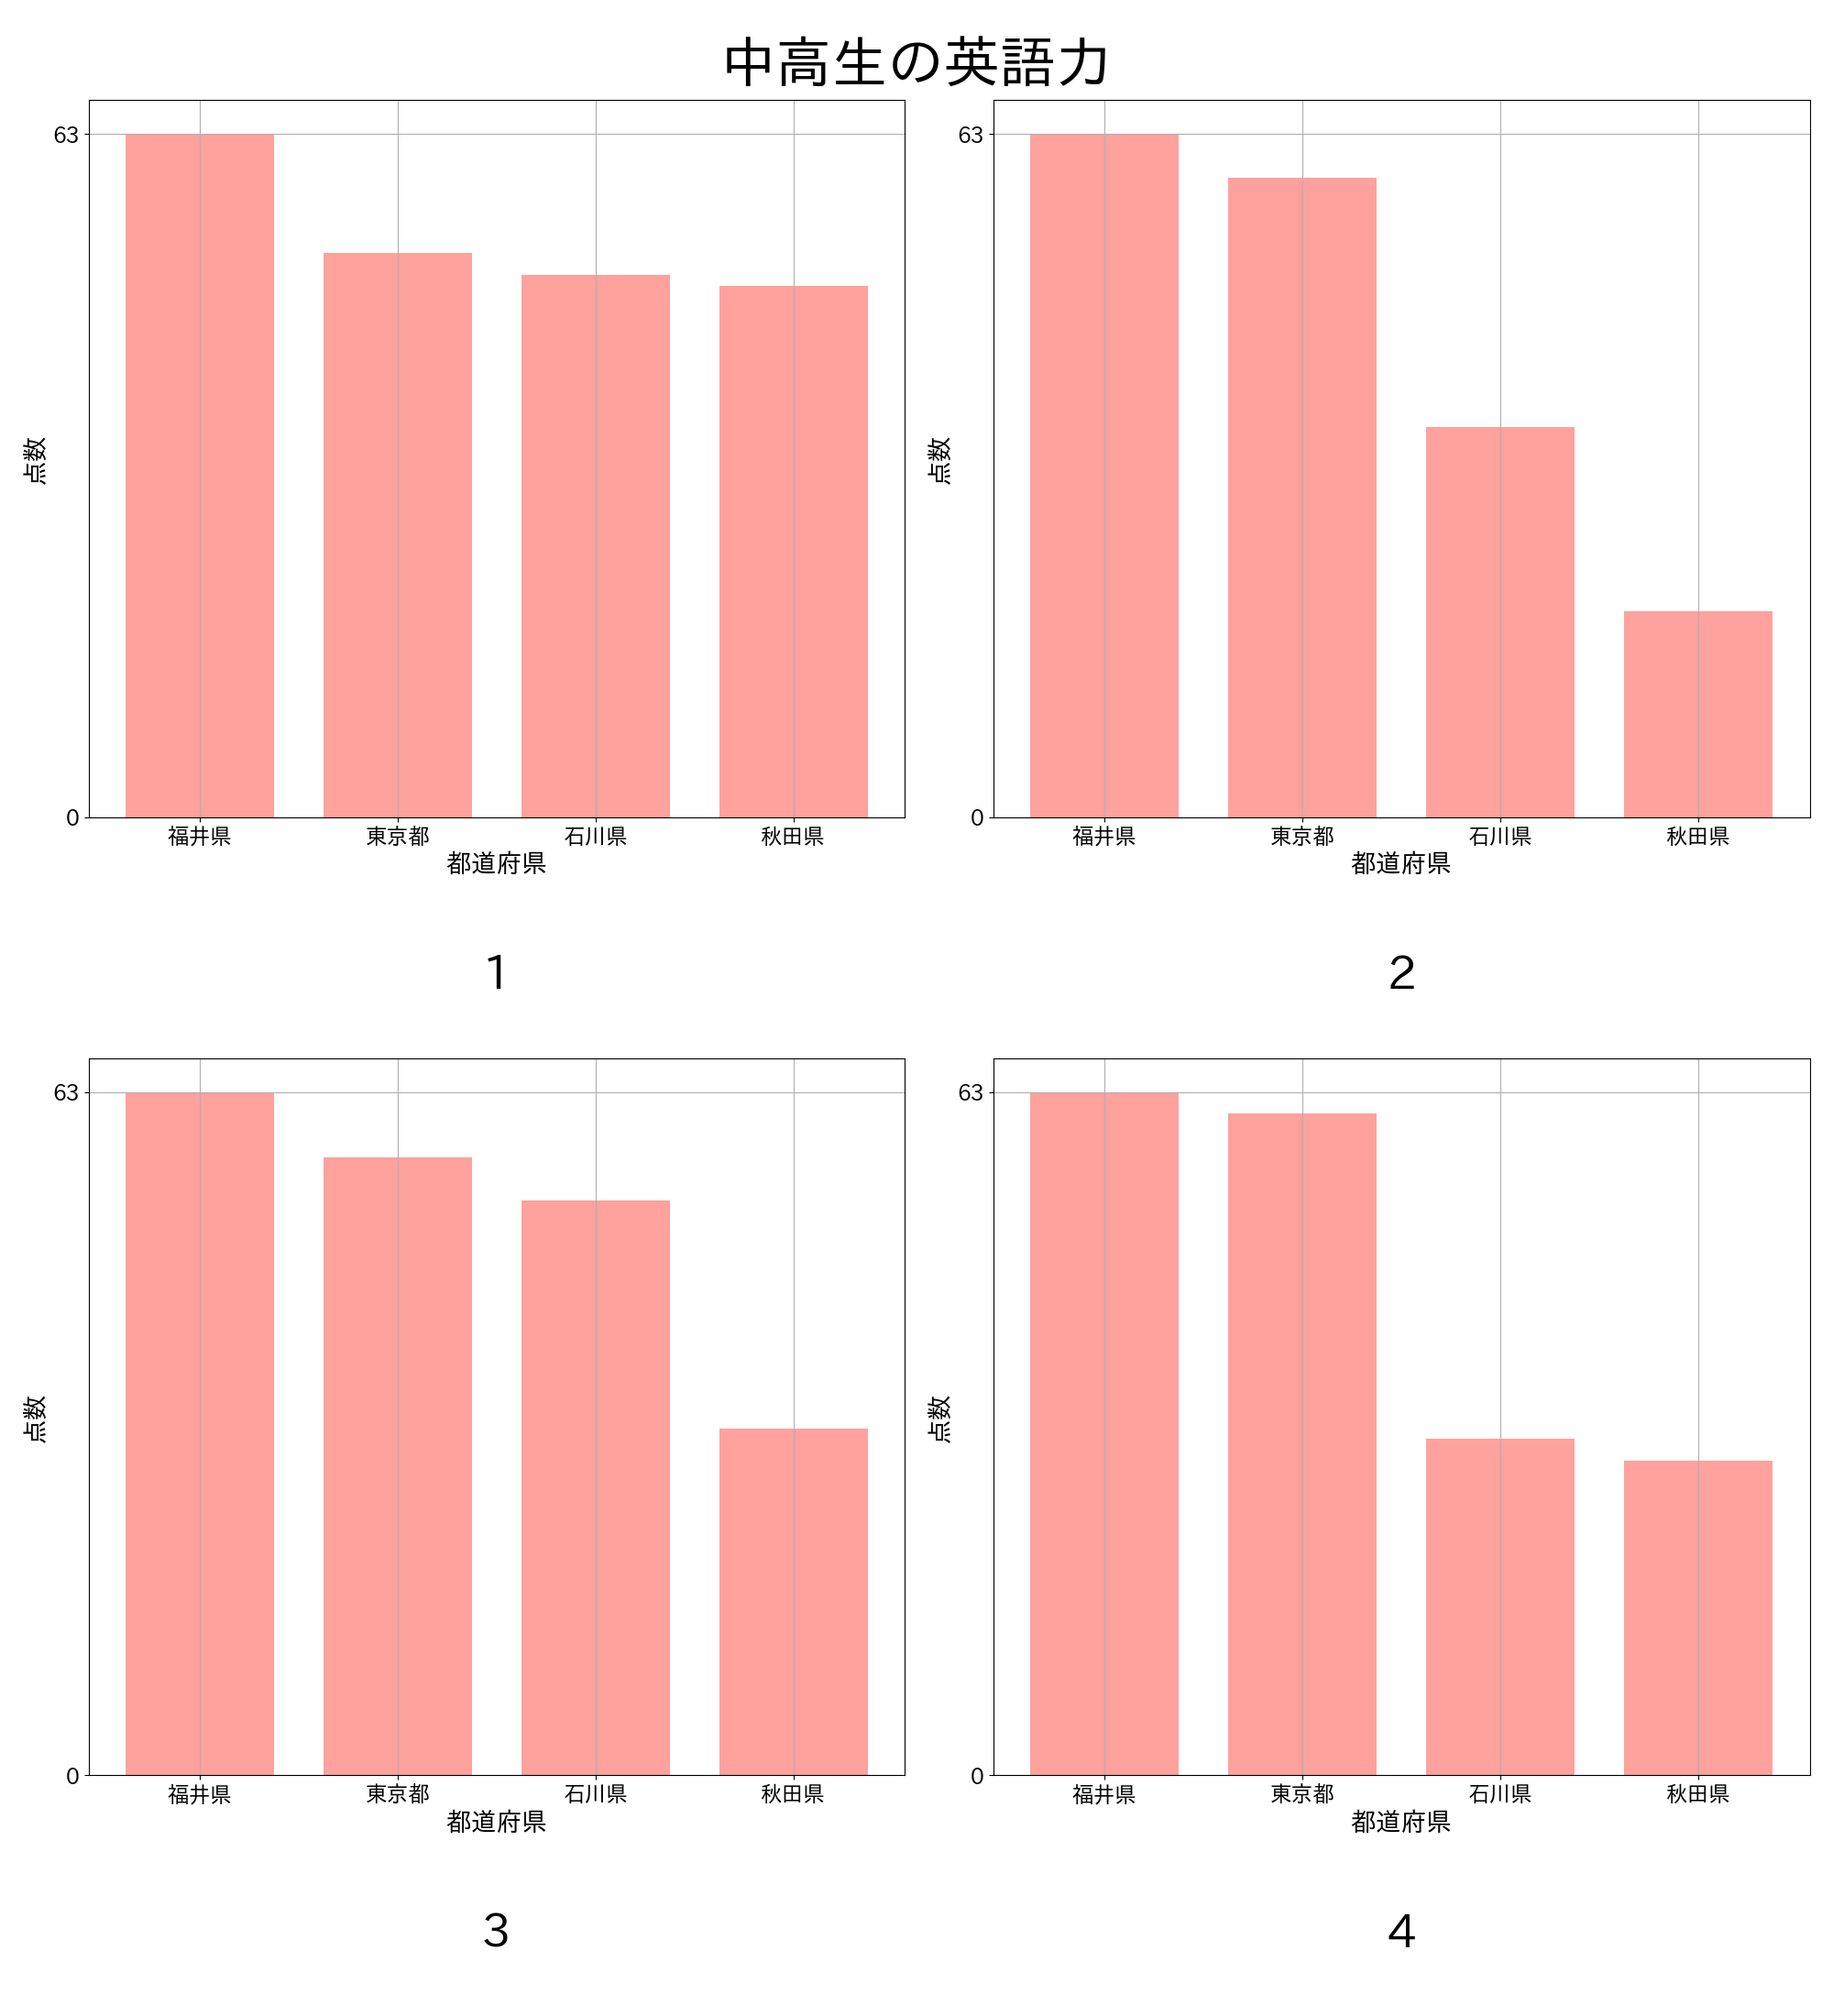 中高生の英語力
63
点数
0
福井県 東京都 石川県 秋田県
都道府県
1
63
点数
0
福井県 東京都 石川県 秋田県
都道府県
2
63
点数
0
福井県 東京都 石川県 秋田県
都道府県
3
63
点数
0
福井県 東京都 石川県 秋田県
都道府県
4